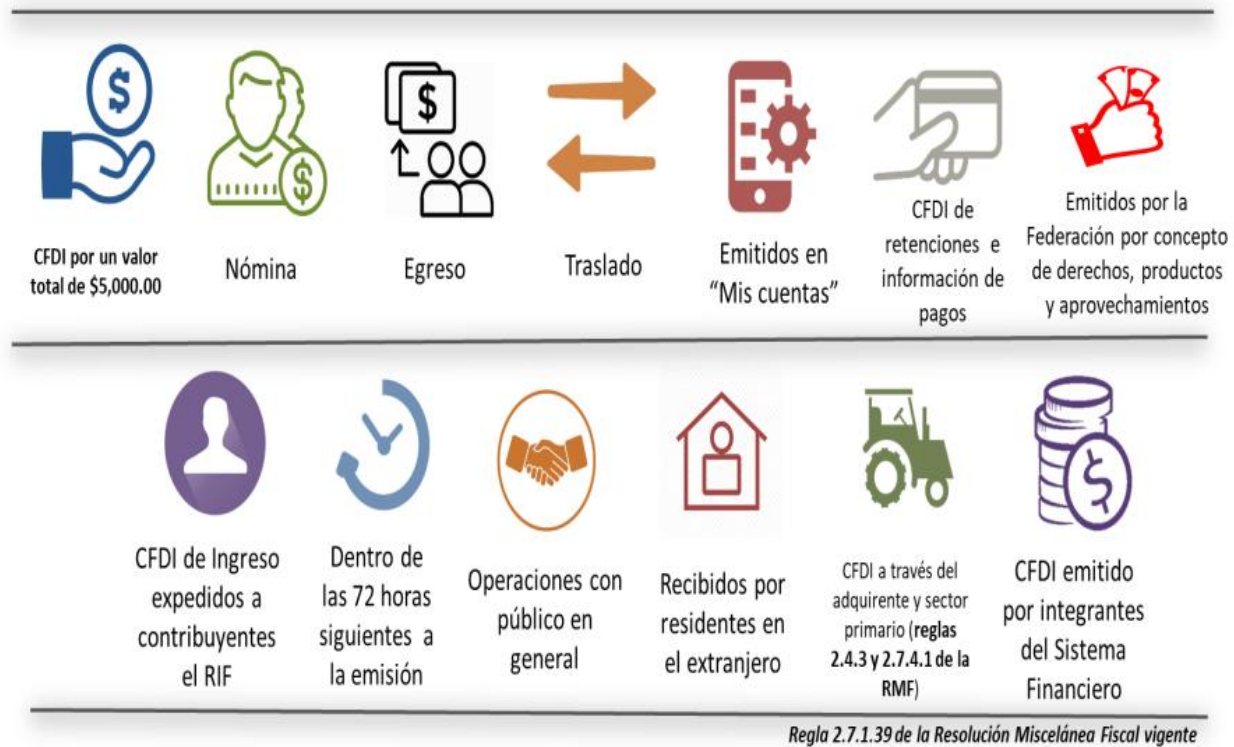 CFDI por un valor
total de $5,000.00
Nómina
Egreso
Traslado
Emitidos en
“Mis cuentas”
CFDI de
retenciones e
información de
pagos
Emitidos por la
Federación por concepto
de derechos, productos
y aprovechamientos
CFDI de Ingreso
expedidos a
contribuyentes
el RIF
Dentro de
las 72 horas
siguientes a
la emisión
Operaciones con
público en
general
Recibidos por
residentes en
el extranjero
CFDI a través del
adquirente y sector
primario (reglas
2.4.3 y 2.7.4.1 de la
RMF)
CFDI emitido
por integrantes
del Sistema
Financiero
Regla 2.7.1.39 de la Resolución Miscelánea Fiscal vigente